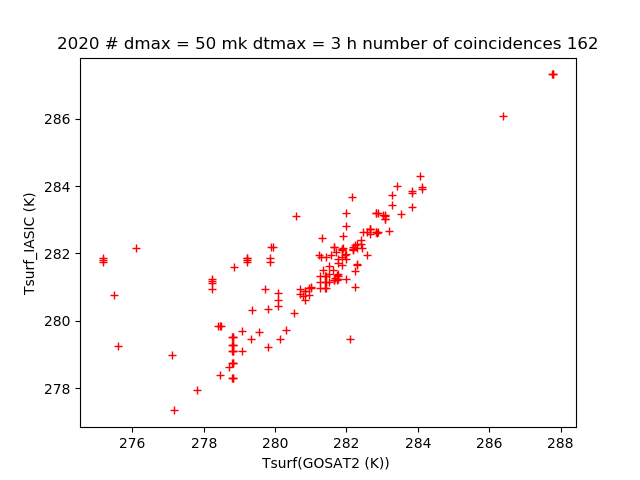 2020 # dmax = 50 mk dtmax = 3 h number of coincidences 162
286
284
282
280
278
Tsurf_IASIC (K)
276 278 280 282 284 286 288
Tsurf(GOSAT2 (K))